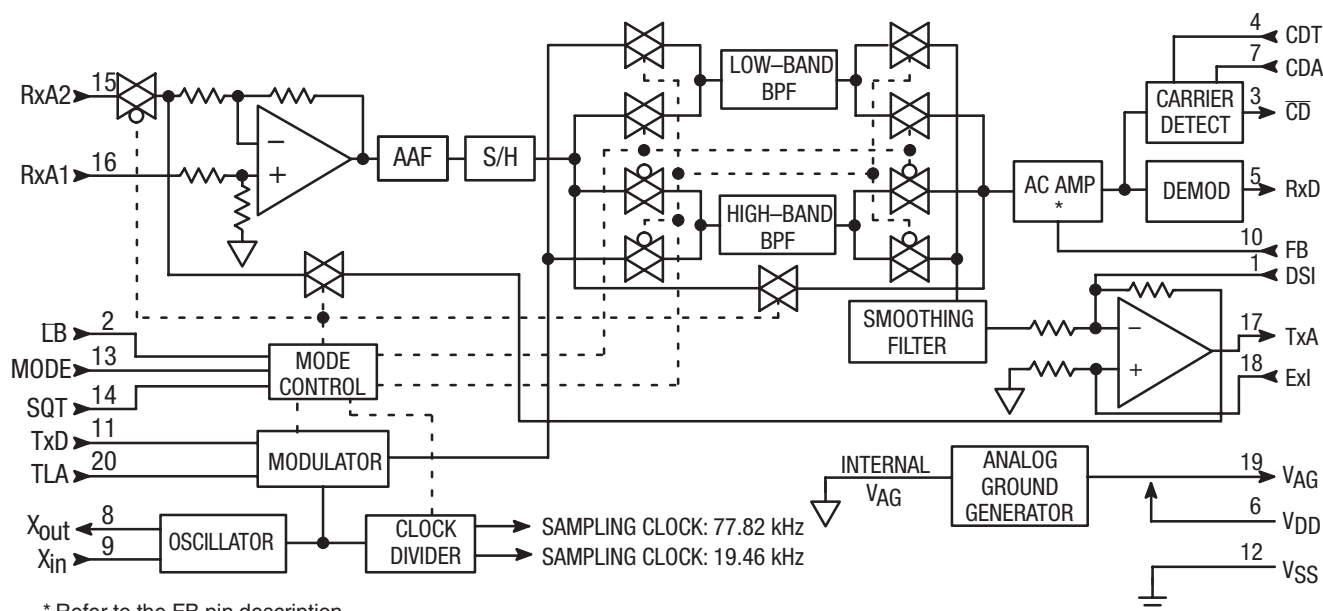 RxA2
15
RxA1
16
−
+
AAF
S/H
LOW–BAND
BPF
HIGH–BAND
BPF
AC AMP
*
CARRIER
DETECT
DEMOD
4
CDT
7
CDA
3
CD
5
RxD
10
FB
1
DSI
SMOOTHING
FILTER
−
+
17
TxA
18
ExI
LB
2
MODE
13
SQT
14
MODE
CONTROL
TxD
11
TLA
20
MODULATOR
Xout
8
Xin
9
OSCILLATOR
CLOCK
DIVIDER
SAMPLING CLOCK: 77.82 kHz
SAMPLING CLOCK: 19.46 kHz
INTERNAL
VAG
ANALOG
GROUND
GENERATOR
19
VAG
6
VDD
12
VSS
* Refer to the FB pin description